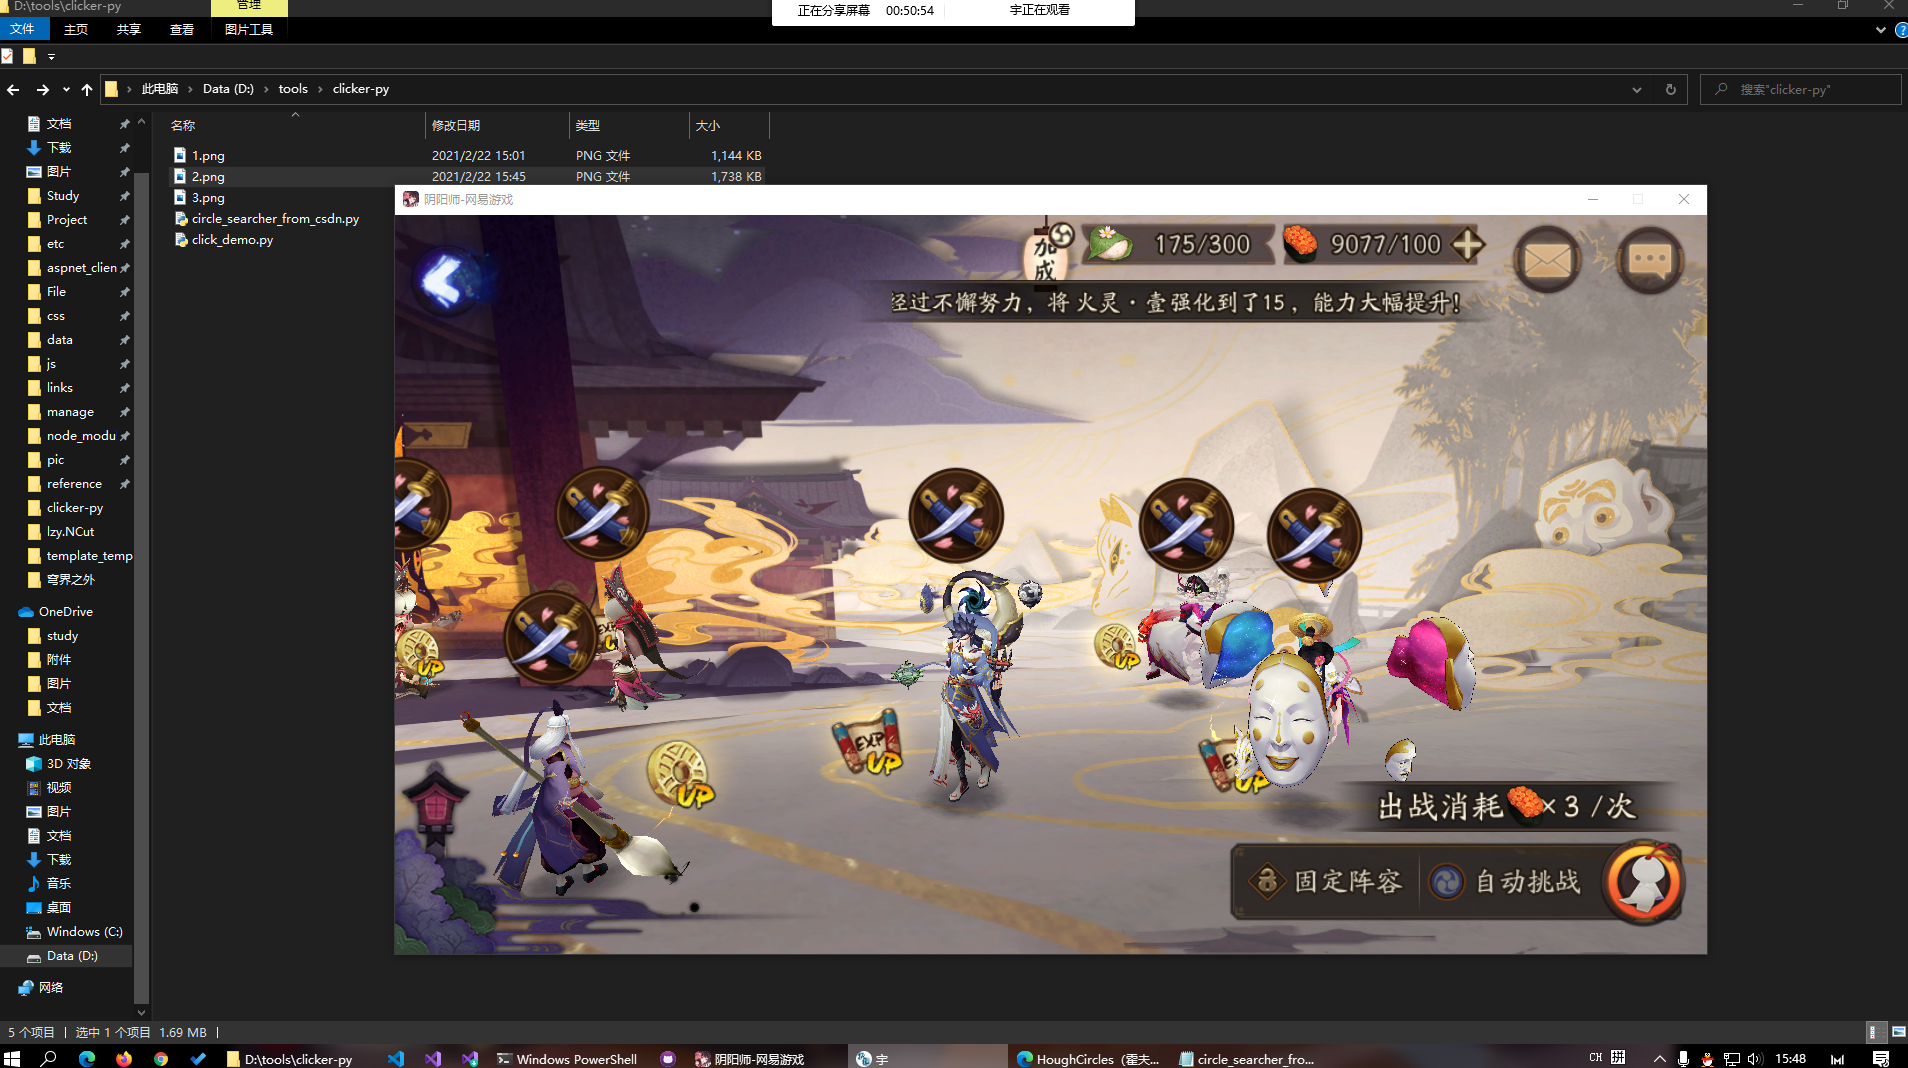 D:\tools\clicker-py
管理
正在分享屏幕 00:50:54 宇正在观看
文件 主页 共享 查看 图片工具
此电脑 › Data (D:) › tools › clicker-py
搜索"clicker-py"
名称 修改日期 类型 大小
1.png 2021/2/22 15:01 PNG 文件 1,144 KB
2.png 2021/2/22 15:45 PNG 文件 1,738 KB
3.png
circle_searcher_from_csdn.py
click_demo.py
文档
下载
图片
Study
Project
etc
aspnet_clien
File
css
data
js
links
manage
node_modu
pic
reference
clicker-py
lzy.NCut
template_temp
穹界之外
OneDrive
study
附件
图片
文档
此电脑
3D 对象
视频
图片
文档
下载
音乐
桌面
Windows (C:)
Data (D:)
网络
阴阳师-网易游戏
加成
175/300
9077/100
经过不懈努力，将 火灵·壹强化到了15，能力大幅提升！
UP
UP
EXP UP
UP
EXP
UP
出战消耗 × 3 /次
固定阵容 自动挑战
5 个项目 选中 1 个项目 1.69 MB
D:\tools\clicker-py
Windows PowerShell
阴阳师-网易游戏
宇
HoughCircles（霍夫...
circle_searcher_fro...
CH 拼
15:48